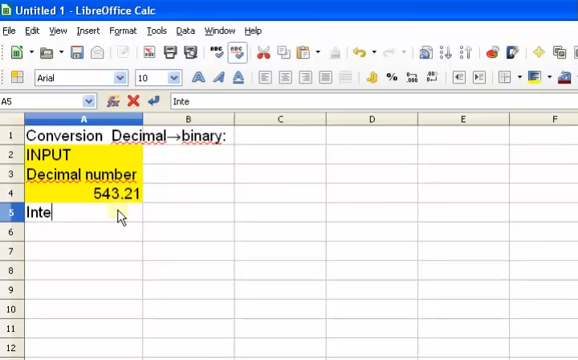 Untitled 1 - LibreOffice Calc
File Edit View Insert Format Tools Data Window Help
Arial 10
A5 Inte
A B C D E F
1 Conversion Decimal→binary:
2 INPUT
3 Decimal number
4 543.21
5 Inte
6
7
8
9
10
11
12